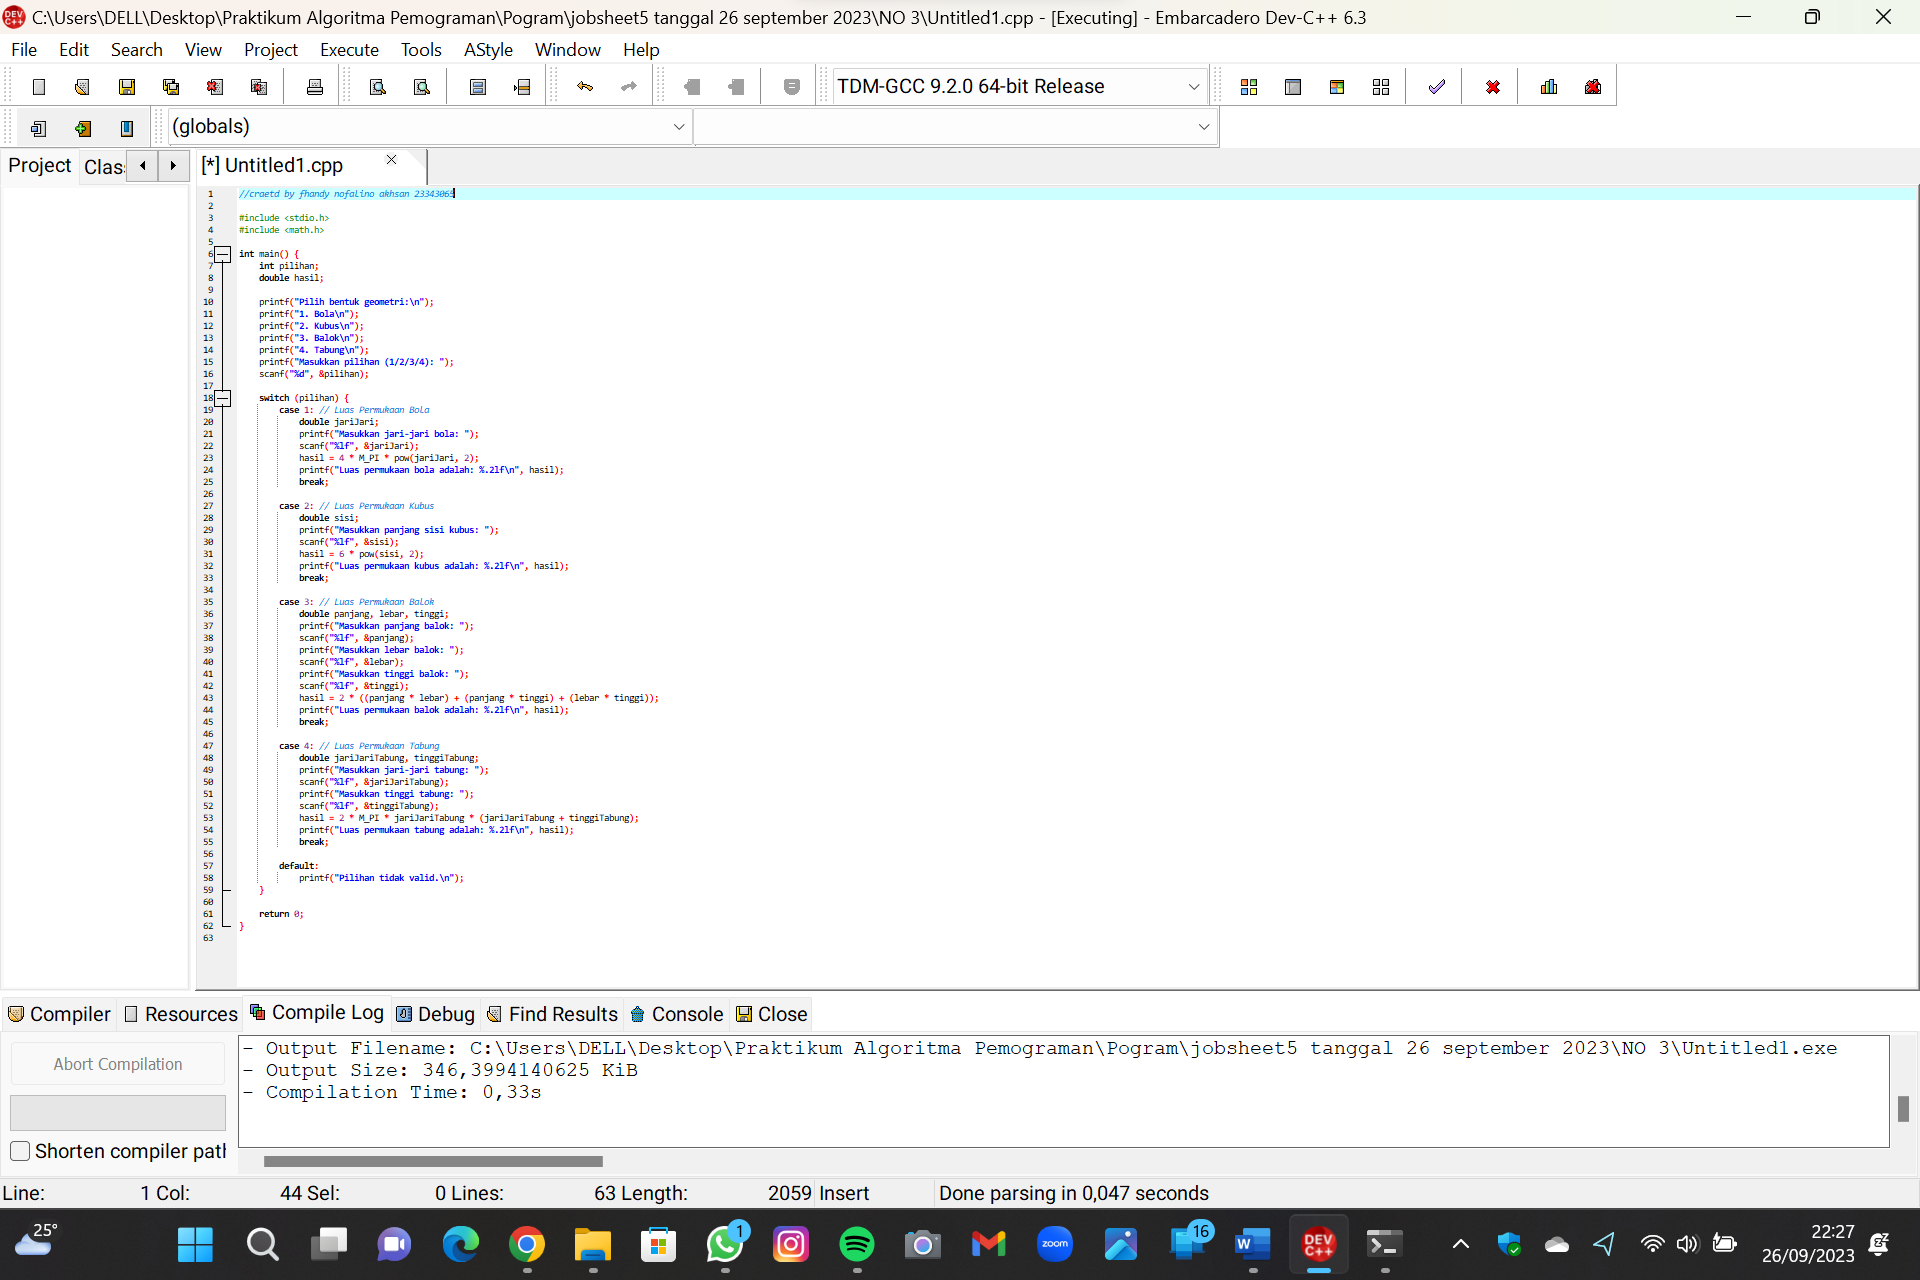 C:\Users\DELL\Desktop\Praktikum Algoritma Pemograman\Pogram\jobsheet5 tanggal 26 september 2023\NO 3\Untitled1.cpp - [Executing] - Embarcadero Dev-C++ 6.3
File Edit Search View Project Execute Tools AStyle Window Help
TDM-GCC 9.2.0 64-bit Release
(globals)
Project Clas
[*] Untitled1.cpp
1 //craetd by fhandy nofalino akhsan 23343065
2
3 #include <stdio.h>
4 #include <math.h>
5
6 int main() {
7 int pilihan;
8 double hasil;
9
10 printf("Pilih bentuk geometri:\n");
11 printf("1. Bola\n");
12 printf("2. Kubus\n");
13 printf("3. Balok\n");
14 printf("4. Tabung\n");
15 printf("Masukkan pilihan (1/2/3/4): ");
16 scanf("%d", &pilihan);
17
18 switch (pilihan) {
19 case 1: // Luas Permukaan Bola
20 double jariJari;
21 printf("Masukkan jari-jari bola: ");
22 scanf("%lf", &jariJari);
23 hasil = 4 * M_PI * pow(jariJari, 2);
24 printf("Luas permukaan bola adalah: %.2lf\n", hasil);
25 break;
26
27 case 2: // Luas Permukaan Kubus
28 double sisi;
29 printf("Masukkan panjang sisi kubus: ");
30 scanf("%lf", &sisi);
31 hasil = 6 * pow(sisi, 2);
32 printf("Luas permukaan kubus adalah: %.2lf\n", hasil);
33 break;
34
35 case 3: // Luas Permukaan Balok
36 double panjang, lebar, tinggi;
37 printf("Masukkan panjang balok: ");
38 scanf("%lf", &panjang);
39 printf("Masukkan lebar balok: ");
40 scanf("%lf", &lebar);
41 printf("Masukkan tinggi balok: ");
42 scanf("%lf", &tinggi);
43 hasil = 2 * ((panjang * lebar) + (panjang * tinggi) + (lebar * tinggi));
44 printf("Luas permukaan balok adalah: %.2lf\n", hasil);
45 break;
46
47 case 4: // Luas Permukaan Tabung
48 double jariJariTabung, tinggiTabung;
49 printf("Masukkan jari-jari tabung: ");
50 scanf("%lf", &jariJariTabung);
51 printf("Masukkan tinggi tabung: ");
52 scanf("%lf", &tinggiTabung);
53 hasil = 2 * M_PI * jariJariTabung * (jariJariTabung + tinggiTabung);
54 printf("Luas permukaan tabung adalah: %.2lf\n", hasil);
55 break;
56
57 default:
58 printf("Pilihan tidak valid.\n");
59 }
60
61 return 0;
62 }
63
Compiler Resources Compile Log Debug Find Results Console Close
Abort Compilation
Shorten compiler path
- Output Filename: C:\Users\DELL\Desktop\Praktikum Algoritma Pemograman\Pogram\jobsheet5 tanggal 26 september 2023\NO 3\Untitled1.exe
- Output Size: 346,3994140625 KiB
- Compilation Time: 0,33s
Line: 1 Col: 44 Sel: 0 Lines: 63 Length: 2059 Insert Done parsing in 0,047 seconds
25°
1
zoom
16
W
DEV C++
22:27
26/09/2023